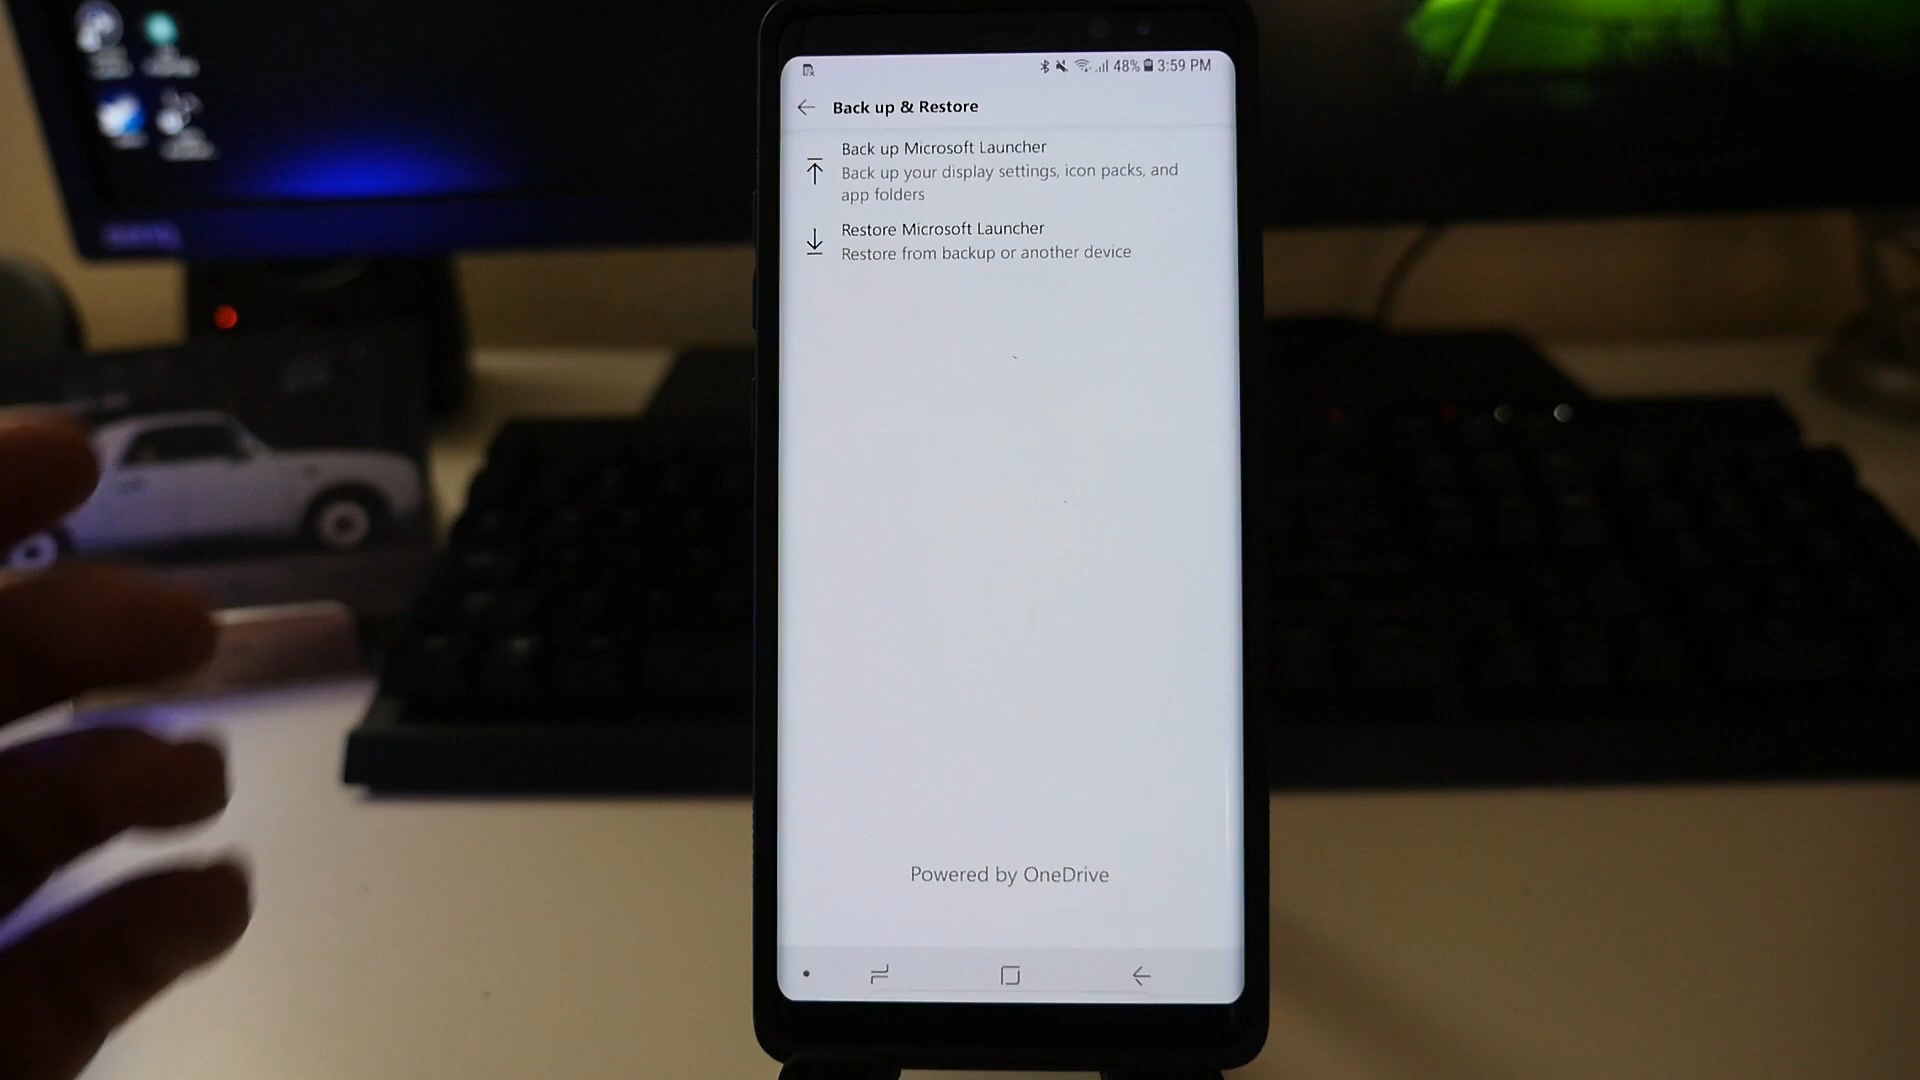 48% 3:59 PM
Back up & Restore
Back up Microsoft Launcher
Back up your display settings, icon packs, and
app folders
Restore Microsoft Launcher
Restore from backup or another device
Powered by OneDrive